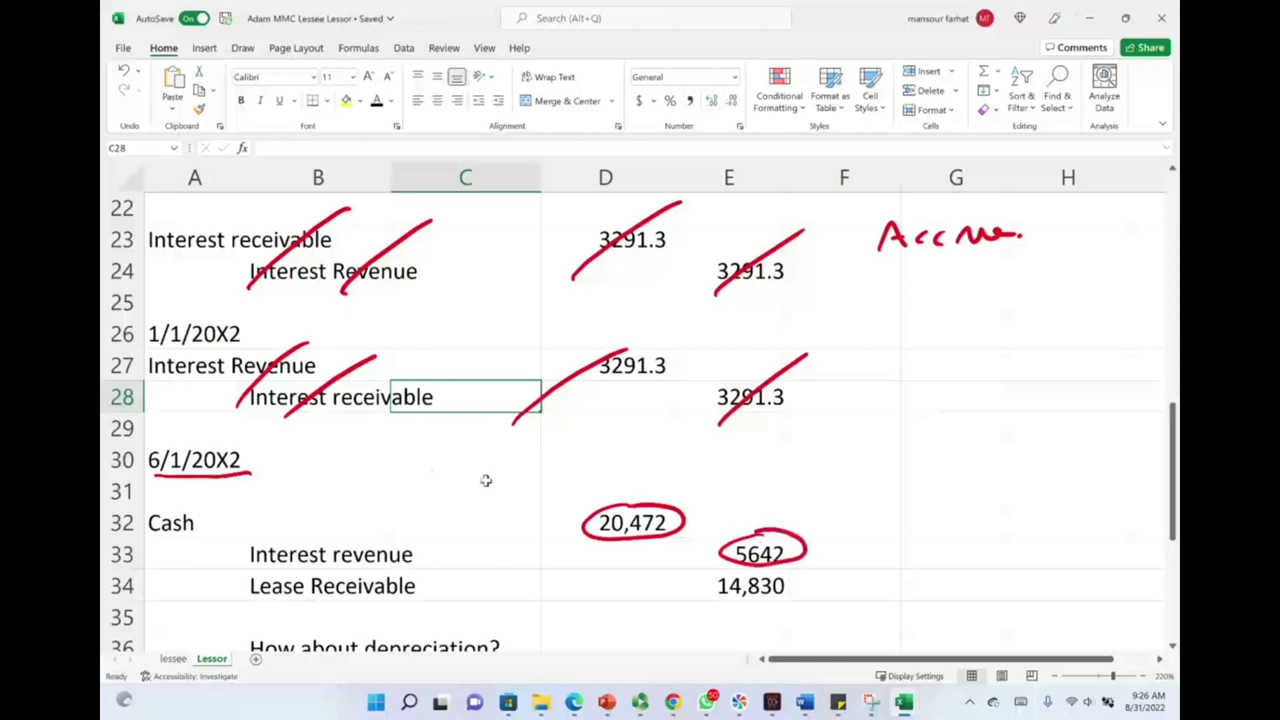 AutoSave On Adam MMC Lessee Lessor • Saved Search (Alt+Q) mansour farhat MF
File Home Insert Draw Page Layout Formulas Data Review View Help Comments Share
Calibri 11 Wrap Text General Insert
Paste Merge & Center Conditional Formatting Format as Table Cell Styles Delete Sort & Filter Find & Select Analyze Data
Format
Undo Clipboard Font Alignment Number Styles Cells Editing Analysis
C28 fx
A B C D E F G H
22
23 Interest receivable 3291.3 Accrue.
24 Interest Revenue 3291.3
25
26 1/1/20X2
27 Interest Revenue 3291.3
28 Interest receivable 3291.3
29
30 6/1/20X2
31
32 Cash 20,472
33 Interest revenue 5642
34 Lease Receivable 14,830
35
36 How about depreciation?
lessee Lessor
Ready Accessibility: Investigate Display Settings 220%
9:26 AM
8/31/2022